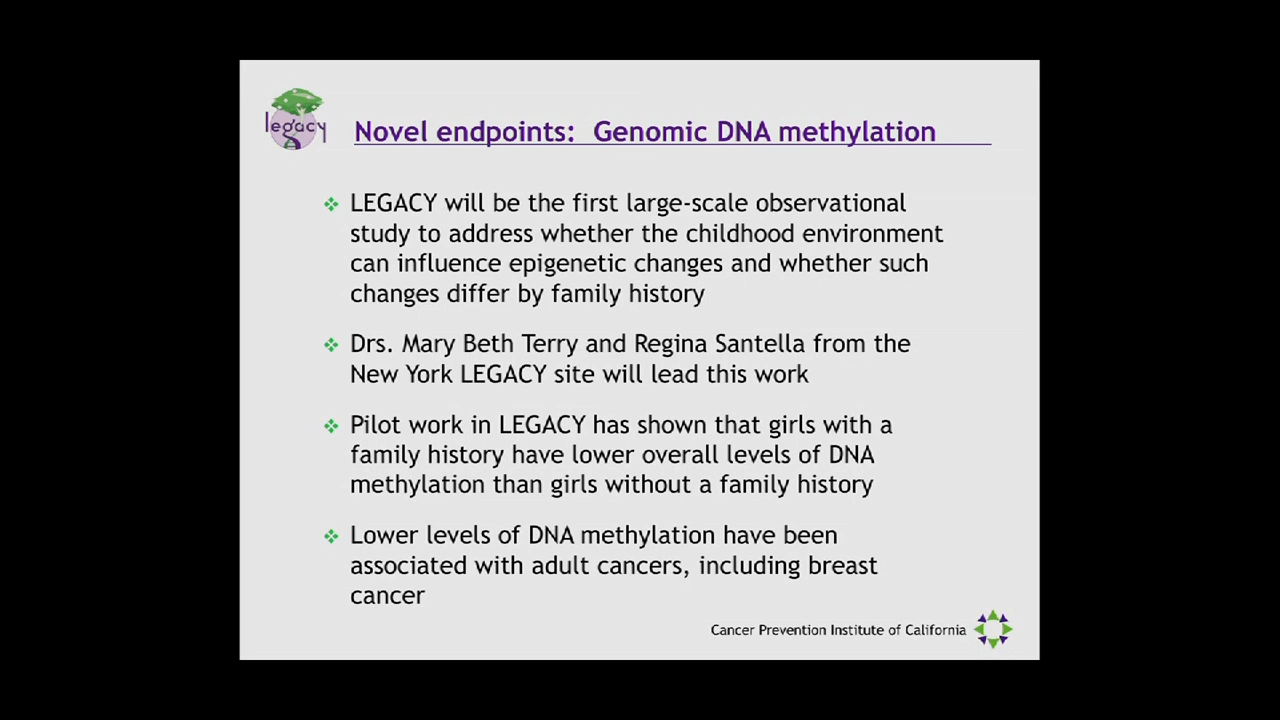 legacy
Novel endpoints: Genomic DNA methylation
LEGACY will be the first large-scale observational
study to address whether the childhood environment
can influence epigenetic changes and whether such
changes differ by family history
Drs. Mary Beth Terry and Regina Santella from the
New York LEGACY site will lead this work
Pilot work in LEGACY has shown that girls with a
family history have lower overall levels of DNA
methylation than girls without a family history
Lower levels of DNA methylation have been
associated with adult cancers, including breast
cancer
Cancer Prevention Institute of California